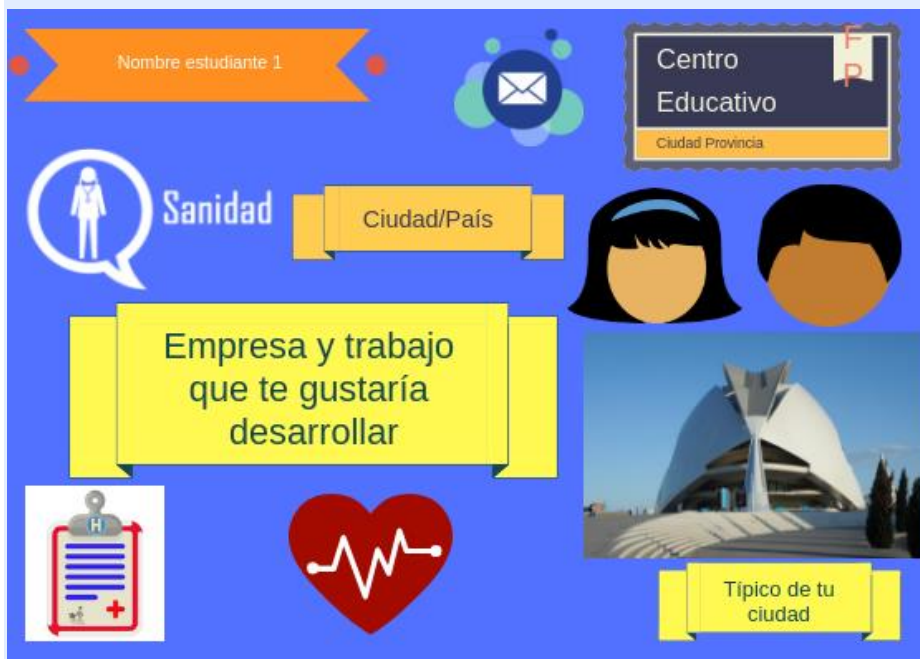 Nombre estudiante 1
Centro
Educativo
F
P
Ciudad Provincia
Sanidad
Ciudad/País
Empresa y trabajo
que te gustaría
desarrollar
H
Típico de tu
ciudad